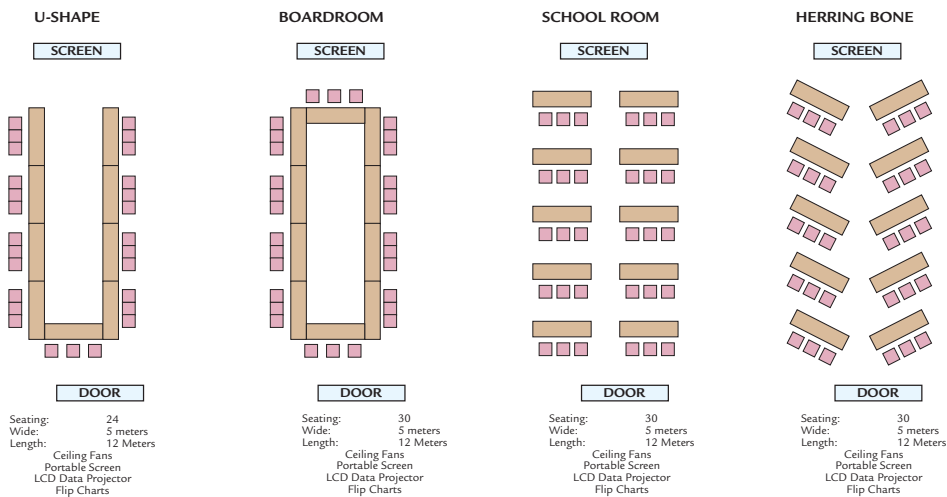 U-SHAPE
SCREEN
DOOR
Seating: 24
Wide: 5 meters
Length: 12 Meters
Ceiling Fans
Portable Screen
LCD Data Projector
Flip Charts
BOARDROOM
SCREEN
DOOR
Seating: 30
Wide: 5 meters
Length: 12 Meters
Ceiling Fans
Portable Screen
LCD Data Projector
Flip Charts
SCHOOL ROOM
SCREEN
DOOR
Seating: 30
Wide: 5 meters
Length: 12 Meters
Ceiling Fans
Portable Screen
LCD Data Projector
Flip Charts
HERRING BONE
SCREEN
DOOR
Seating: 30
Wide: 5 meters
Length: 12 Meters
Ceiling Fans
Portable Screen
LCD Data Projector
Flip Charts